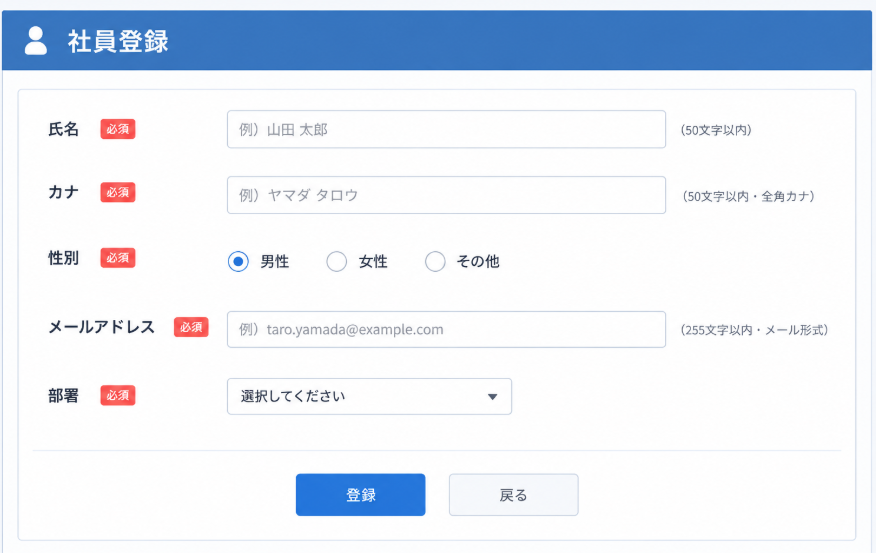 社員登録
氏名 必須 例）山田 太郎 (50文字以内)
カナ 必須 例）ヤマダ タロウ (50文字以内・全角カナ)
性別 必須 男性 女性 その他
メールアドレス 必須 例）taro.yamada@example.com (255文字以内・メール形式)
部署 必須 選択してください
登録 戻る